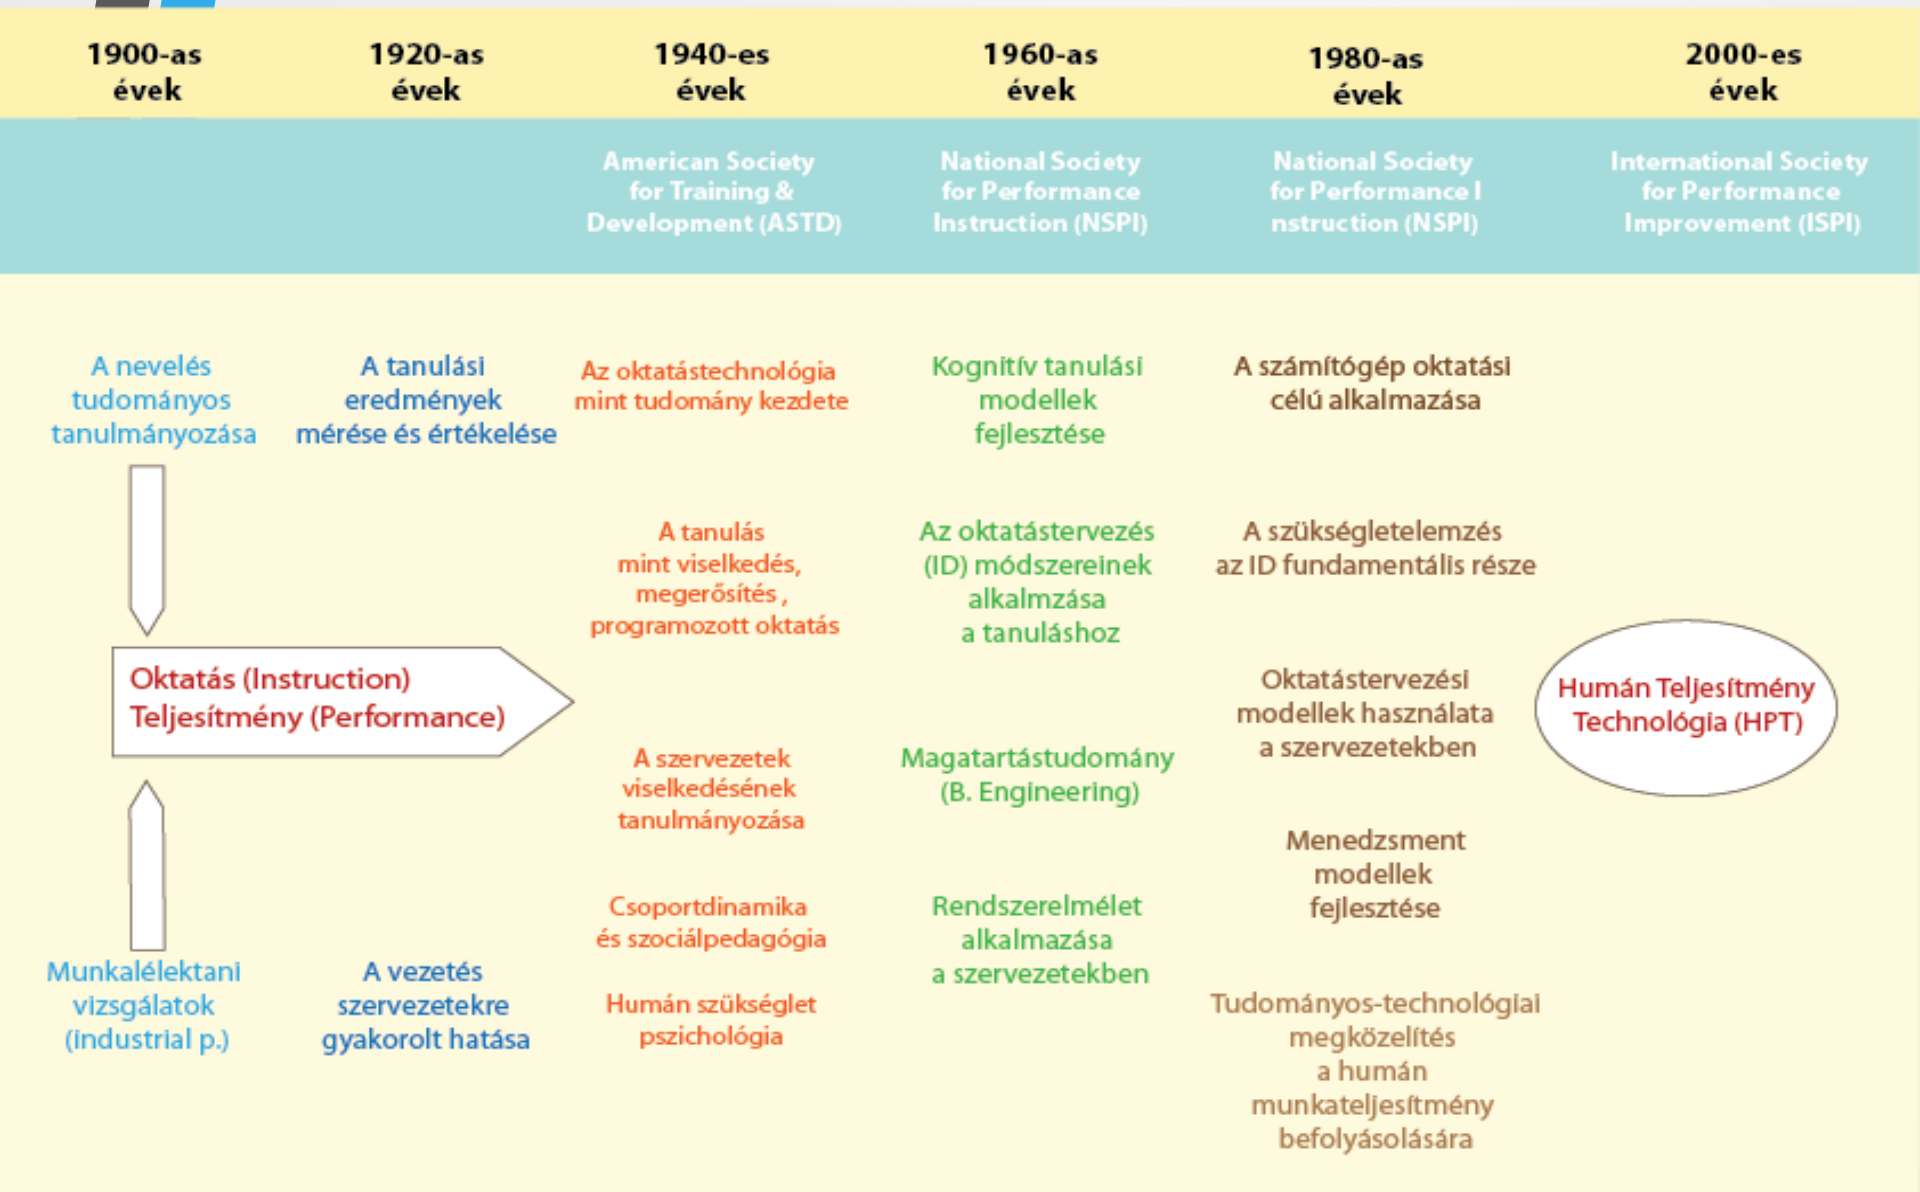 1900-as
évek
1920-as
évek
1940-es
évek
1960-as
évek
1980-as
évek
2000-es
évek
American Society
for Training &
Development (ASTD)
National Society
for Performance
Instruction (NSPI)
National Society
for Performance I
nstruction (NSPI)
International Society
for Performance
Improvement (ISPI)
A nevelés
tudományos
tanulmányozása
Oktatás (Instruction)
Teljesítmény (Performance)
Munkalélektani
vizsgálatok
(industrial p.)
A tanulási
eredmények
mérése és értékelése
A vezetés
szervezetekre
gyakorolt hatása
Az oktatástechnológia
mint tudomány kezdete
A tanulás
mint viselkedés,
megerősítés ,
programozott oktatás
A szervezetek
viselkedésének
tanulmányozása
Csoportdinamika
és szociálpedagógia
Humán szükséglet
pszichológia
Kognitív tanulási
modellek
fejlesztése
Az oktatástervezés
(ID) módszereinek
alkalmzása
a tanuláshoz
Magatartástudomány
(B. Engineering)
Rendszerelmélet
alkalmazása
a szervezetekben
A számítógép oktatási
célú alkalmazása
A szükségletelemzés
az ID fundamentális része
Oktatástervezési
modellek használata
a szervezetekben
Menedzsment
modellek
fejlesztése
Tudományos-technológiai
megközelítés
a humán
munkateljesítmény
befolyásolására
Humán Teljesítmény
Technológia (HPT)